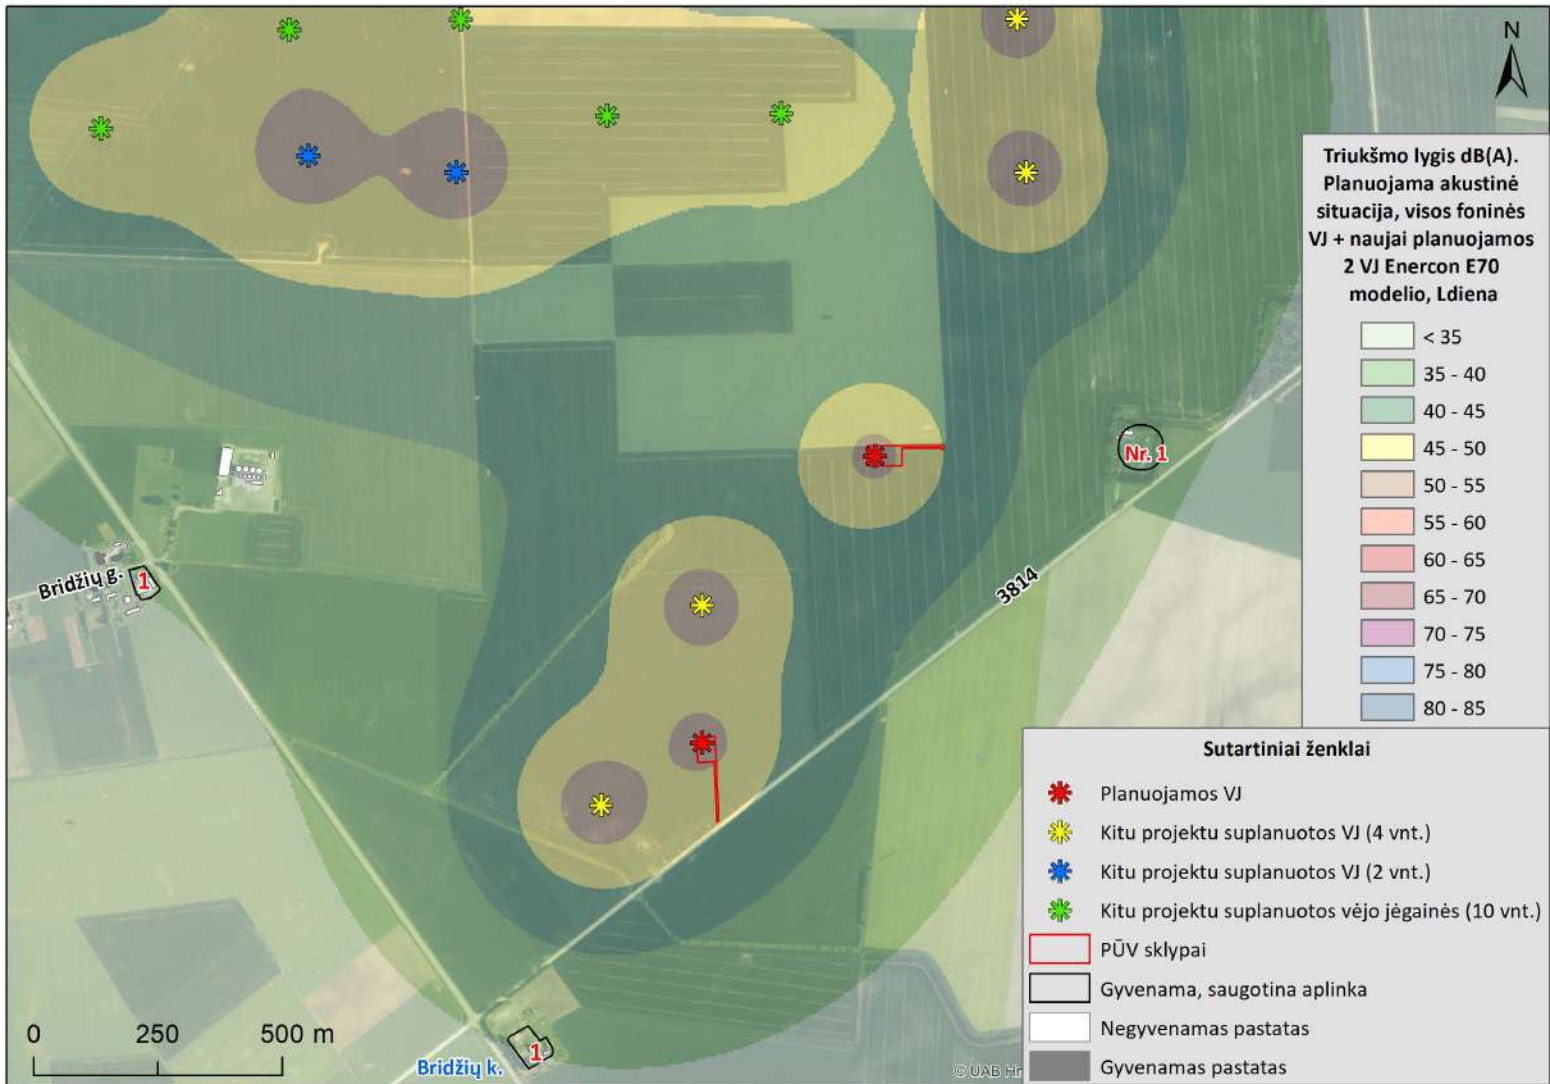 N
Triukšmo lygis dB(A).
Planuojama akustinė
situacija, visos foninės
VJ + naujai planuojamos
2 VJ Enercon E70
modelio, Ldiena
< 35
35 - 40
40 - 45
45 - 50
50 - 55
55 - 60
60 - 65
65 - 70
70 - 75
75 - 80
80 - 85
Nr. 1
Bridžių g.
1
3814
Sutartiniai ženklai
Planuojamos VJ
Kitu projektu suplanuotos VJ (4 vnt.)
Kitu projektu suplanuotos VJ (2 vnt.)
Kitu projektu suplanuotos vėjo jėgainės (10 vnt.)
PŪV sklypai
Gyvenama, saugotina aplinka
Negyvenamas pastatas
Gyvenamas pastatas
0 250 500 m
1
Bridžių k.
© UAB